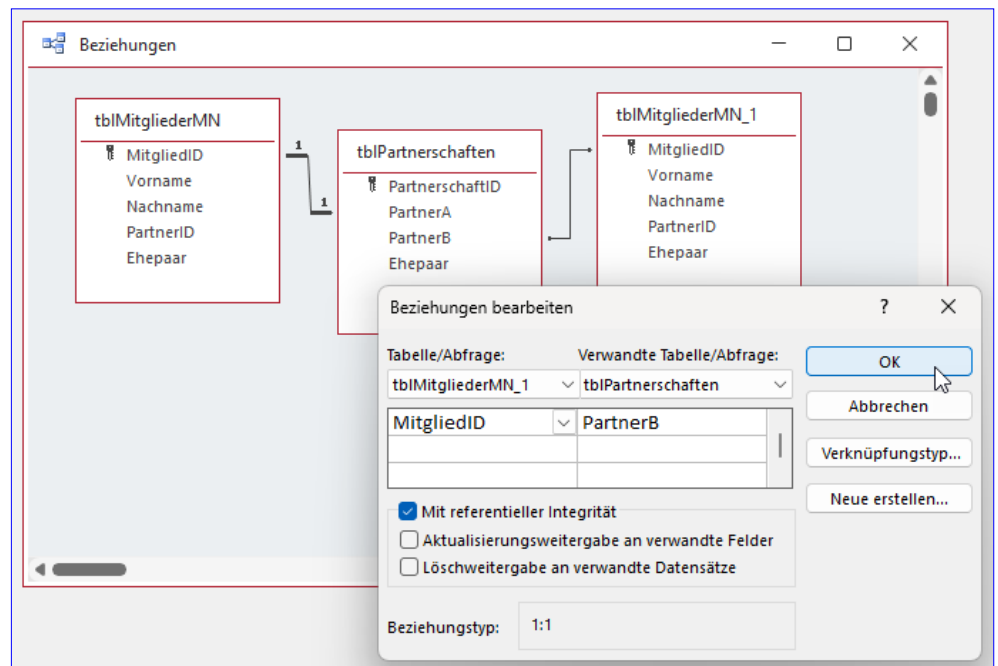 Beziehungen
tblMitgliederMN
MitgliedID
Vorname
Nachname
PartnerID
Ehepaar
1
1
tblPartnerschaften
PartnerschaftID
PartnerA
PartnerB
Ehepaar
tblMitgliederMN_1
MitgliedID
Vorname
Nachname
PartnerID
Ehepaar
Beziehungen bearbeiten
?
Tabelle/Abfrage: Verwandte Tabelle/Abfrage:
tblMitgliederMN_1 tblPartnerschaften
MitgliedID PartnerB
Mit referentieller Integrität
Aktualisierungsweitergabe an verwandte Felder
Löschweitergabe an verwandte Datensätze
Beziehungstyp: 1:1
OK
Abbrechen
Verknüpfungstyp...
Neue erstellen...